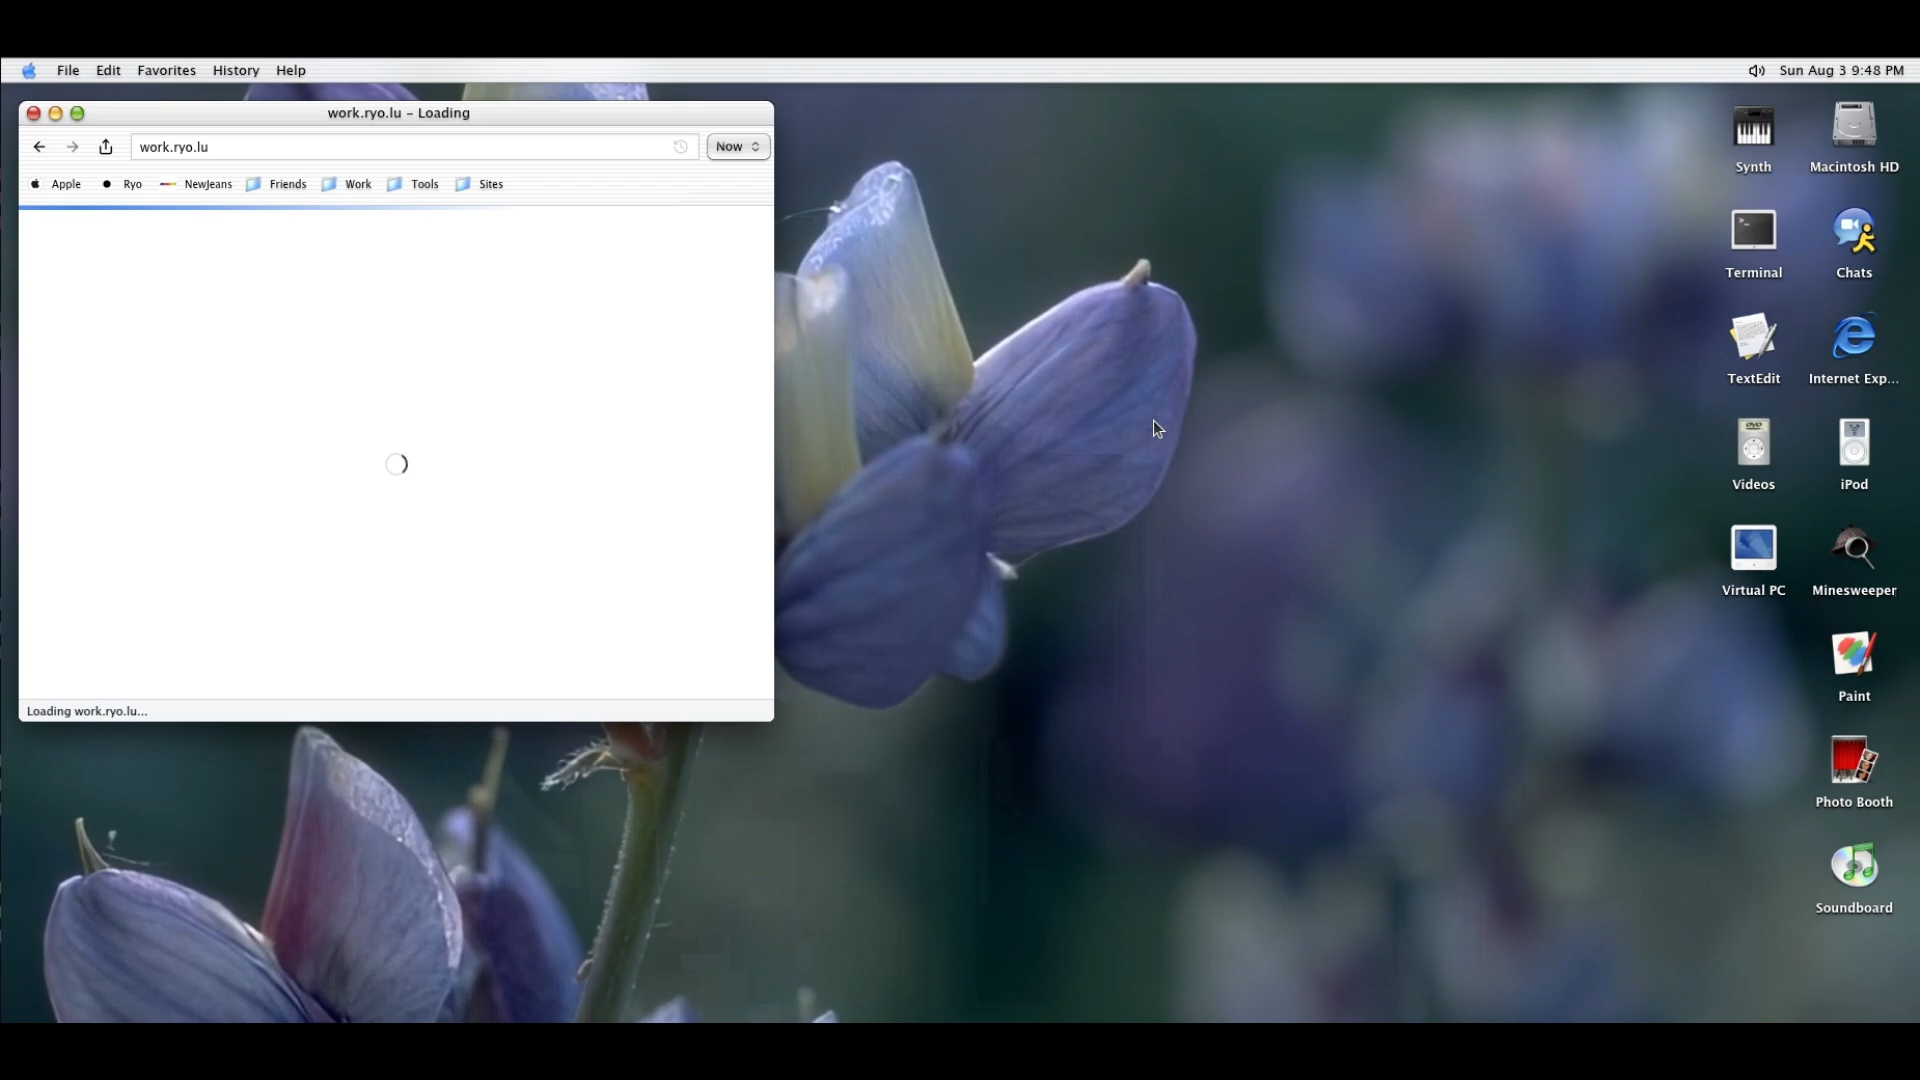 File Edit Favorites History Help
Sun Aug 3 9:48 PM
work.ryo.lu – Loading
work.ryo.lu
Now
Apple Ryo NewJeans Friends Work Tools Sites
Loading work.ryo.lu...
Synth
Macintosh HD
Terminal
Chats
TextEdit
Internet Exp...
Videos
iPod
Virtual PC
Minesweeper
Paint
Photo Booth
Soundboard